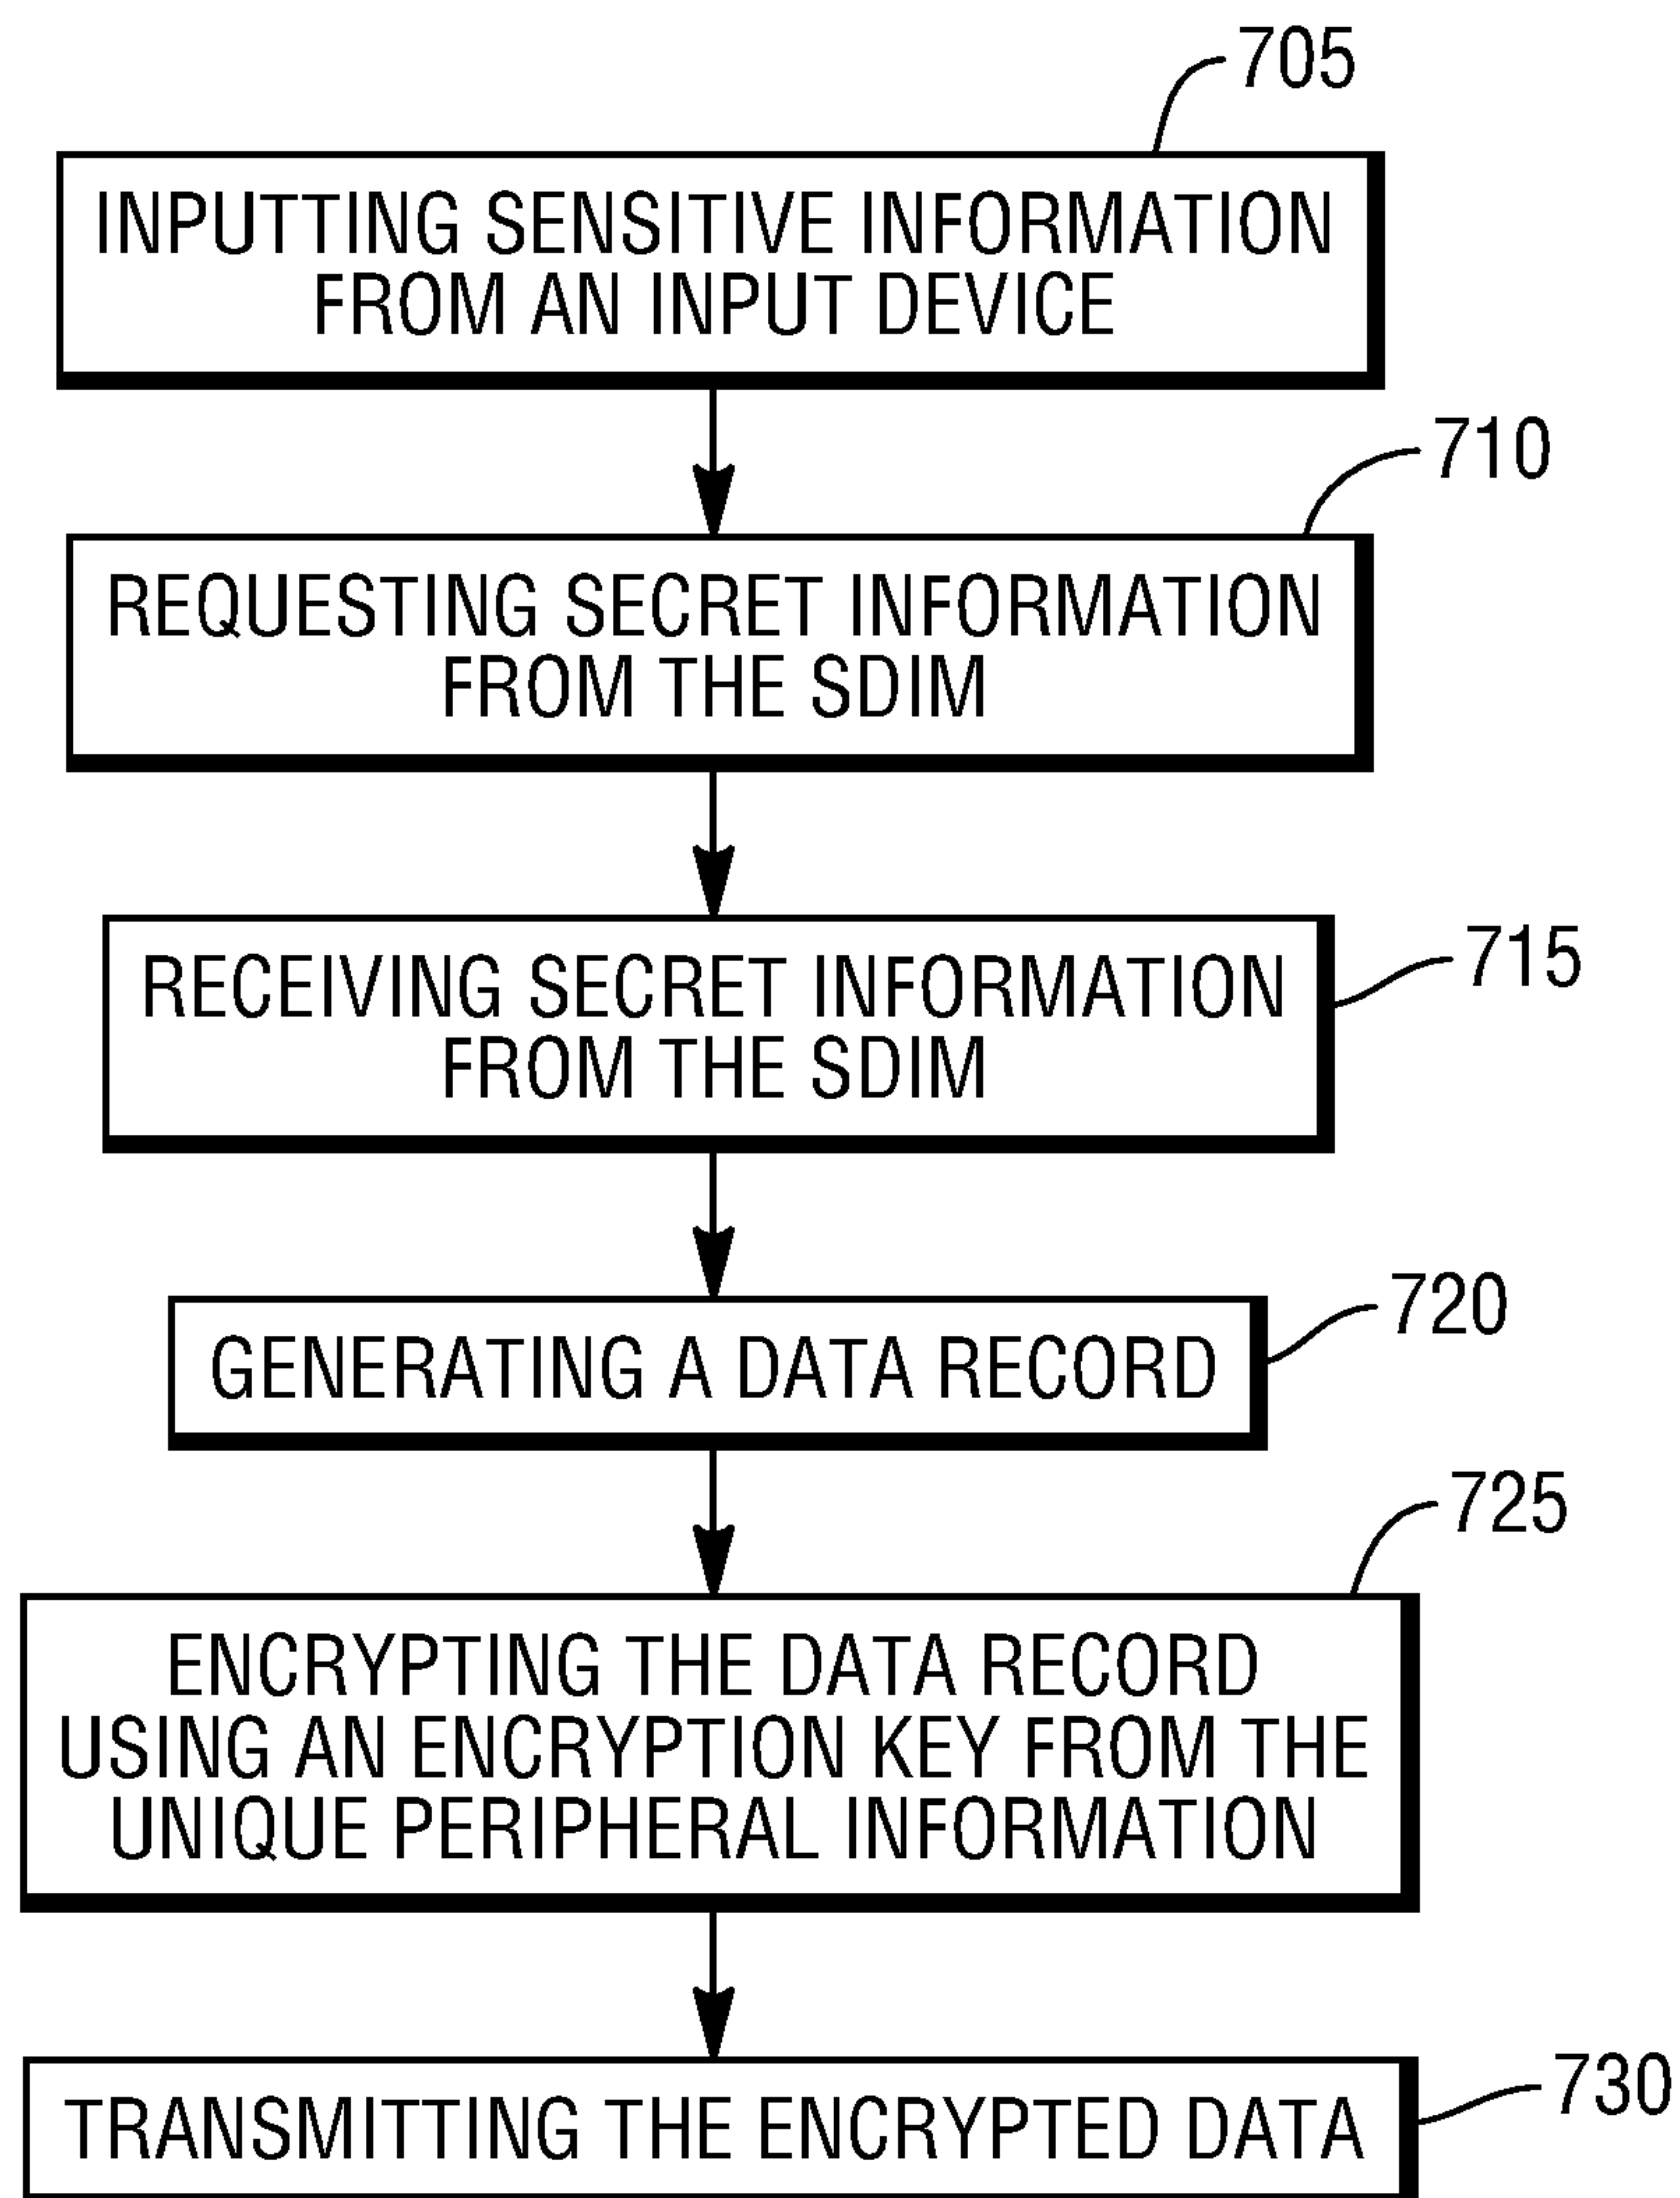 705
INPUTTING SENSITIVE INFORMATION
FROM AN INPUT DEVICE
710
REQUESTING SECRET INFORMATION
FROM THE SDIM
715
RECEIVING SECRET INFORMATION
FROM THE SDIM
720
GENERATING A DATA RECORD
725
ENCRYPTING THE DATA RECORD
USING AN ENCRYPTION KEY FROM THE
UNIQUE PERIPHERAL INFORMATION
730
TRANSMITTING THE ENCRYPTED DATA